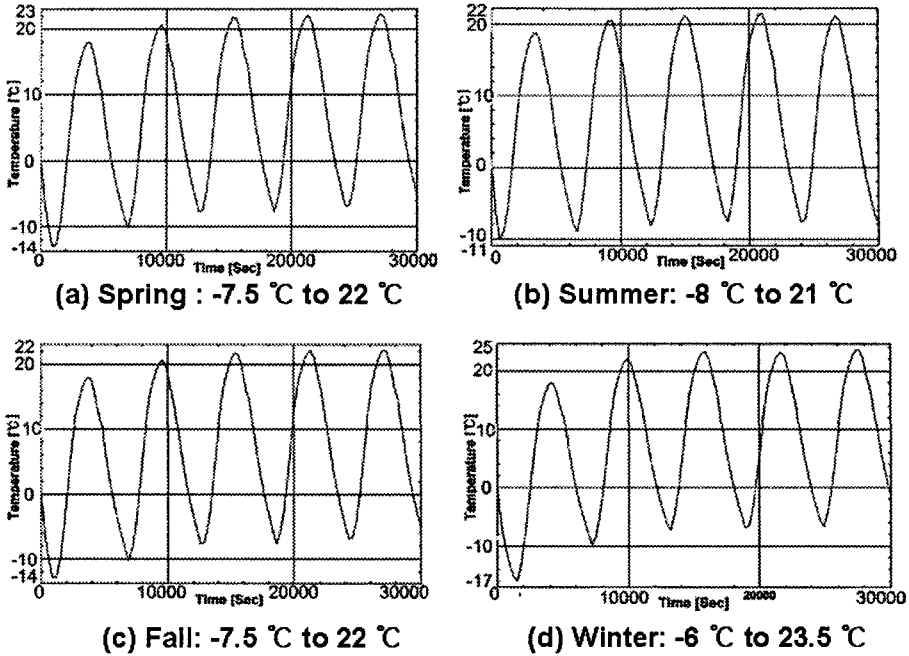 23
20
10
0
-10
-14
Temperature [℃]
0 10000 20000 30000
Time [Sec]
(a) Spring : -7.5 ℃ to 22 ℃
22
20
10
0
-10
-11
Temperature [℃]
0 10000 20000 30000
Time [Sec]
(b) Summer: -8 ℃ to 21 ℃
22
20
10
0
-10
-14
Temperature [℃]
0 10000 20000 30000
Time [Sec]
(c) Fall: -7.5 ℃ to 22 ℃
25
20
10
0
-10
-17
Temperature [℃]
0 10000 20000 30000
Time [Sec]
(d) Winter: -6 ℃ to 23.5 ℃